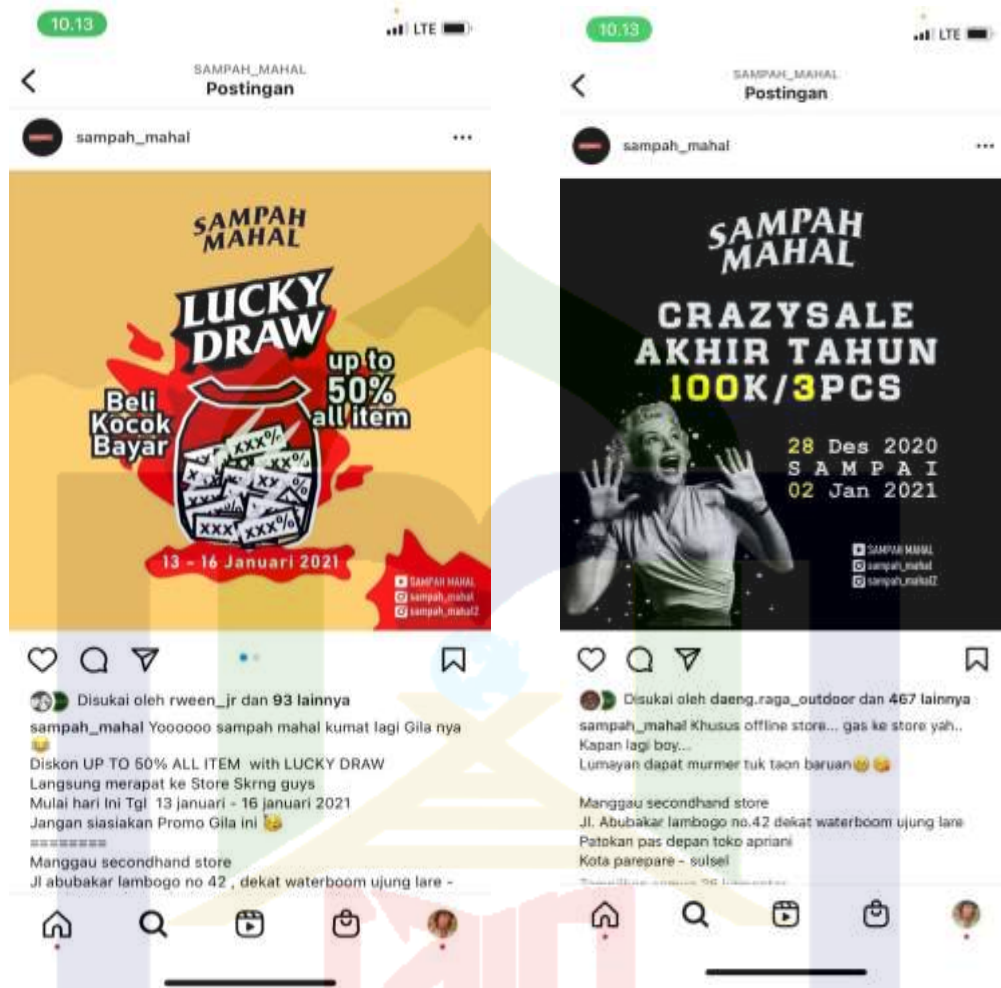 10.13
LTE
SAMPAH_MAHAL
Postingan
sampah_mahal
SAMPAH
MAHAL
LUCKY
DRAW
up to
50%
all item
Beli
Kocok
Bayar
xxx%
xxx%
xxx%
13 - 16 Januari 2021
SAMPAH MAHAL
sampah_mahal
sampah_mahal2
Disukai oleh rween_jr dan 93 lainnya
sampah_mahal Yoooooo sampah mahal kumat lagi Gila nya
Diskon UP TO 50% ALL ITEM with LUCKY DRAW
Langsung merapat ke Store Skrng guys
Mulai hari Ini Tgl 13 januari - 16 januari 2021
Jangan siasiakan Promo Gila ini
========
Manggau secondhand store
Jl abubakar lambogo no 42 , dekat waterboom ujung lare -
10.13
LTE
SAMPAH_MAHAL
Postingan
sampah_mahal
SAMPAH
MAHAL
CRAZYSALE
AKHIR TAHUN
100K/3PCS
28 Des 2020
SAMPAI
02 Jan 2021
SAMPAH MAHAL
sampah_mahal
sampah_mahal2
Disukai oleh daeng.raga_outdoor dan 467 lainnya
sampah_mahal Khusus offline store... gas ke store yah..
Kapan lagi boy...
Lumayan dapat murmer tuk taon baruan
Manggau secondhand store
Jl. Abubakar lambogo no.42 dekat waterboom ujung lare
Patokan pas depan toko apriani
Kota parepare - sulsel